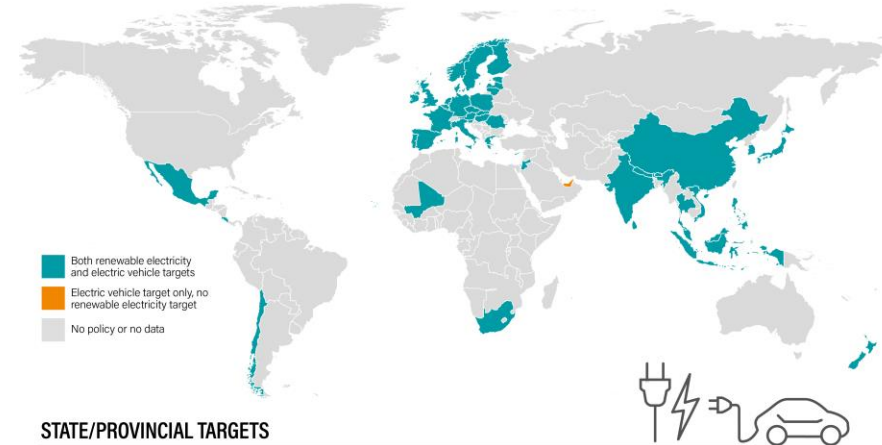 Both renewable electricity
and electric vehicle targets
Electric vehicle target only, no
renewable electricity target
No policy or no data
STATE/PROVINCIAL TARGETS